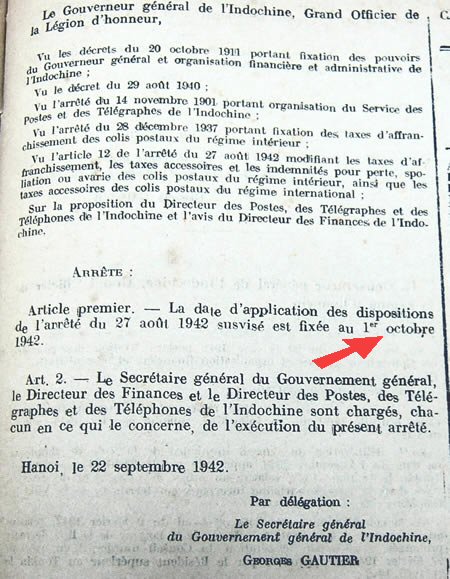 Le Gouverneur général de l'Indochine, Grand Officier de
la Légion d'honneur,
Vu les décrets du 20 octobre 1911 portant fixation des pouvoirs
du Gouverneur général et organisation financière et administrative de
l'Indochine ;
Vu le décret du 29 août 1940 ;
Vu l'arrêté du 14 novembre 1901 portant organisation du Service des
Postes et des Télégraphes de l'Indochine ;
Vu l'arrêté du 28 décembre 1937 portant fixation des taxes d'affran-
chissement des colis postaux du régime intérieur ;
Vu l'article 12 de l'arrêté du 27 août 1942 modifiant les taxes d'af-
franchissement, les taxes accessoires et les indemnités pour perte, spo-
liation ou avarie des colis postaux du régime intérieur, ainsi que les
taxes accessoires des colis postaux du régime international ;
Sur la proposition du Directeur des Postes, des Télégraphes et des
Téléphones de l'Indochine et l'avis du Directeur des Finances de l'Indo-
chine.
ARRÊTE :
Article premier. — La date d'application des dispositions
de l'arrêté du 27 août 1942 susvisé est fixée au 1er octobre
1942.
Art. 2. — Le Secrétaire général du Gouvernement général,
le Directeur des Finances et le Directeur des Postes, des Télé-
graphes et des Téléphones de l'Indochine sont chargés, cha-
cun en ce qui le concerne, de l'exécution du présent arrêté.
Hanoi, le 22 septembre 1942.
Par délégation :
Le Secrétaire général
du Gouvernement général de l'Indochine,
GEORGES GAUTIER